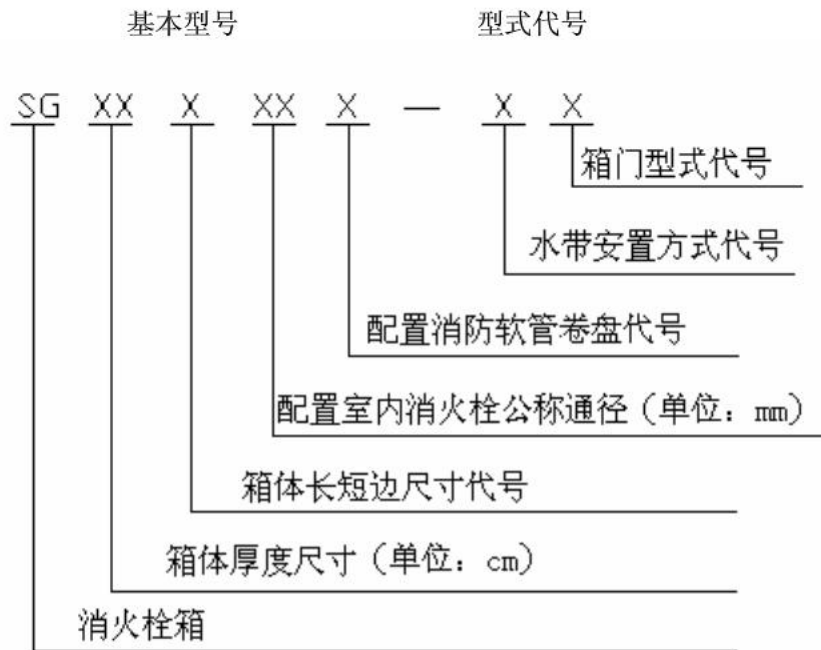 基本型号 型式代号
SG XX X XX X — X X
箱门型式代号
水带安置方式代号
配置消防软管卷盘代号
配置室内消火栓公称通径（单位：mm）
箱体长短边尺寸代号
箱体厚度尺寸（单位：cm）
消火栓箱